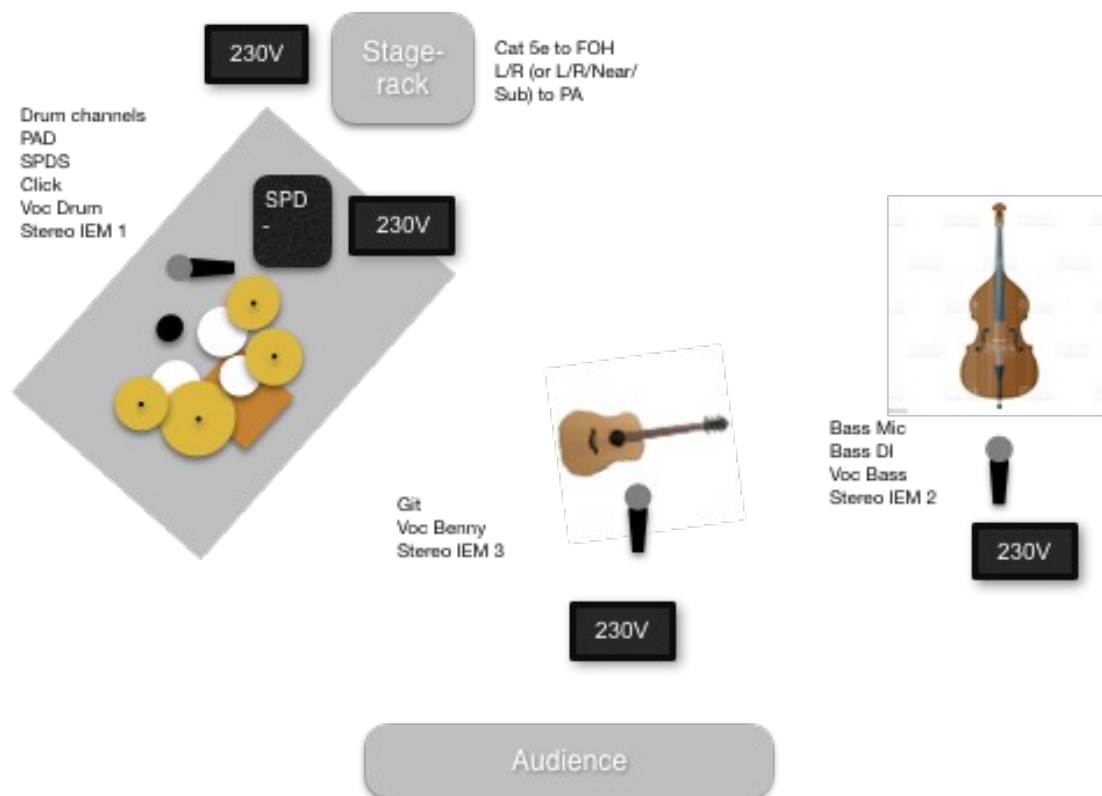 230V
Stage-
rack
Cat 5e to FOH
L/R (or L/R/Near/
Sub) to PA
Drum channels
PAD
SPDS
Click
Voc Drum
Stereo IEM 1
SPD
-
230V
Git
Voc Benny
Stereo IEM 3
230V
Bass Mic
Bass DI
Voc Bass
Stereo IEM 2
230V
Audience